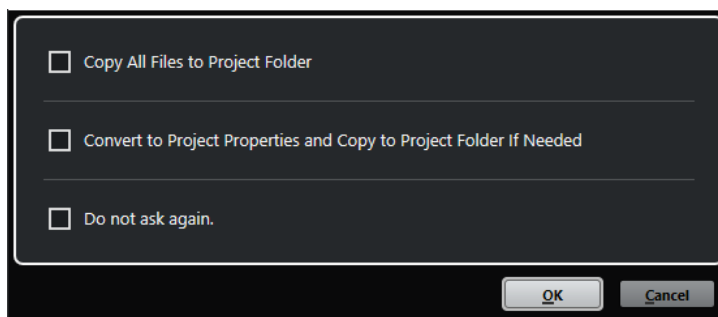 Copy All Files to Project Folder
Convert to Project Properties and Copy to Project Folder If Needed
Do not ask again.
OK
Cancel